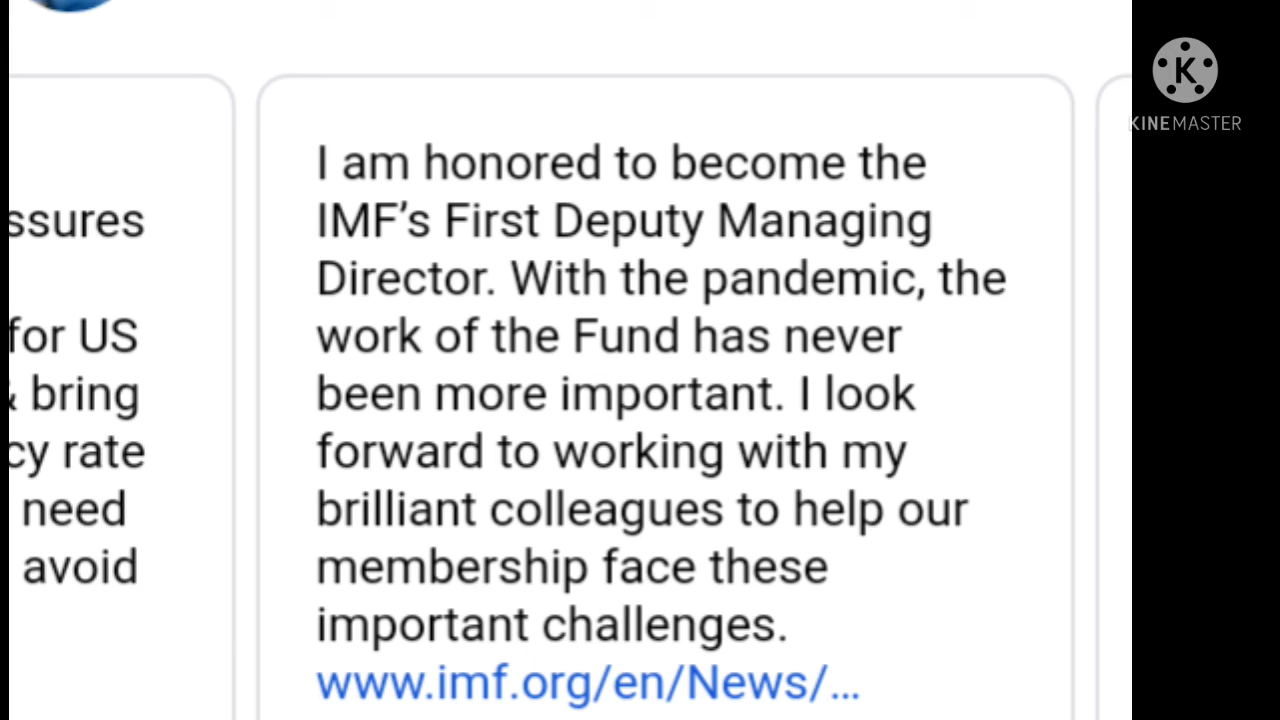 ssures
for US
& bring
cy rate
need
avoid
I am honored to become the
IMF’s First Deputy Managing
Director. With the pandemic, the
work of the Fund has never
been more important. I look
forward to working with my
brilliant colleagues to help our
membership face these
important challenges.
www.imf.org/en/News/...
K
KINEMASTER